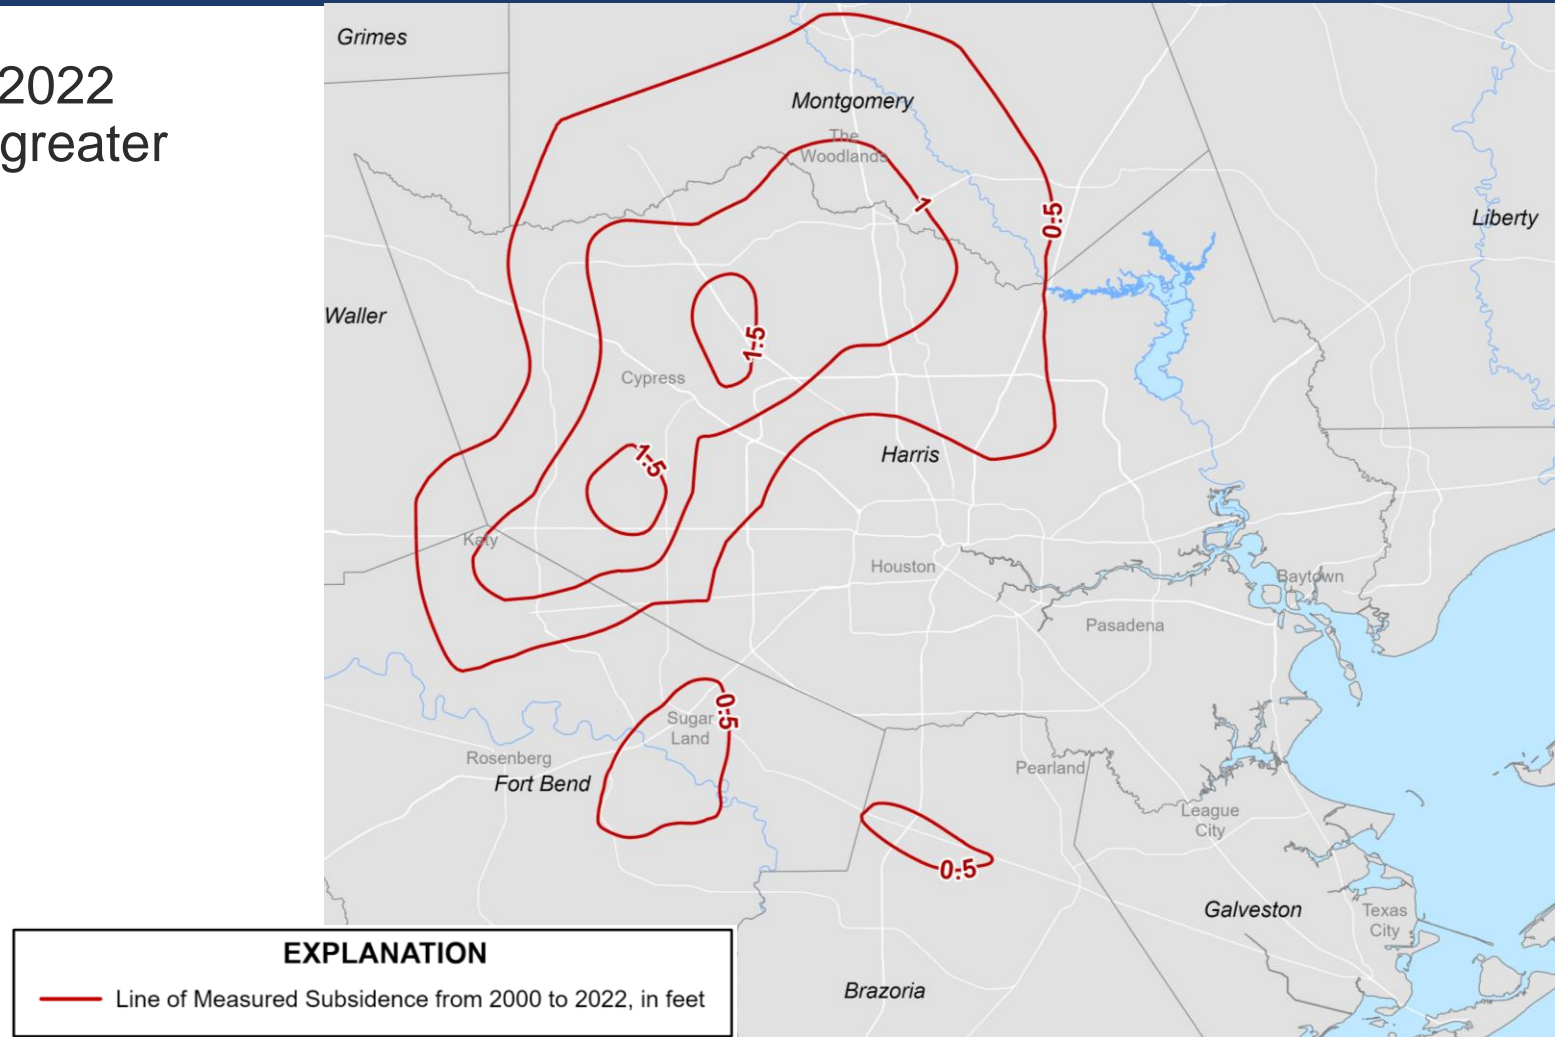 2022
greater
Grimes
Montgomery
The
Woodlands
1
0.5
Liberty
Waller
1.5
Cypress
1.5
Harris
Katy
Houston
Baytown
Pasadena
0.5
Sugar
Land
Rosenberg
Fort Bend
Pearland
League
City
0.5
Galveston
Texas
City
Brazoria
EXPLANATION
Line of Measured Subsidence from 2000 to 2022, in feet